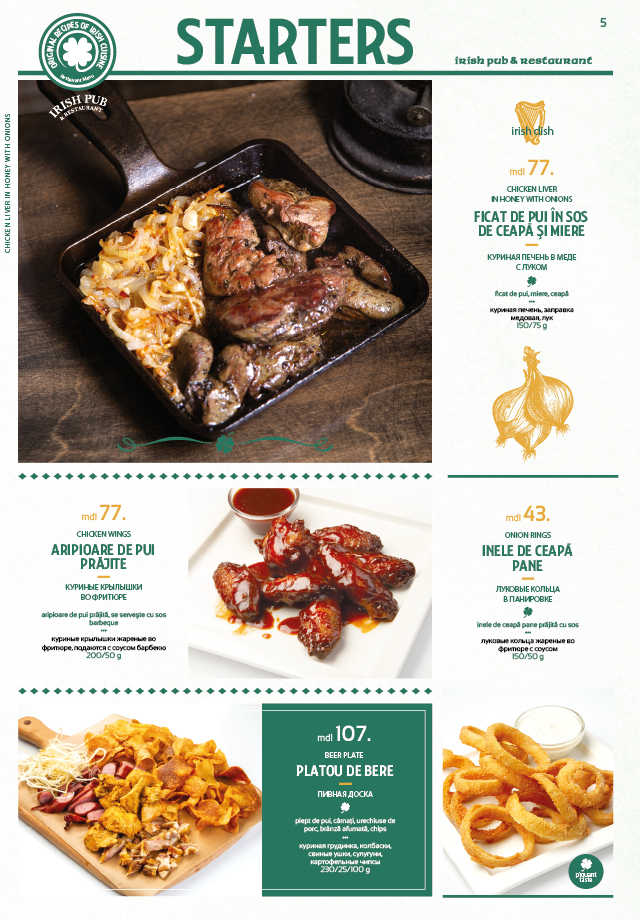 5
STARTERS
irish pub & restaurant
ORIGINAL RECIPES OF IRISH CUISINE
Restaurant Menu
IRISH PUB
& RESTAURANT
CHICKEN LIVER IN HONEY WITH ONIONS
irish dish
mdl 77.
CHICKEN LIVER
IN HONEY WITH ONIONS
FICAT DE PUI ÎN SOS
DE CEAPĂ ŞI MIERE
КУРИНАЯ ПЕЧЕНЬ В МЕДЕ
С ЛУКОМ
ficat de pui, miere, ceapă
куриная печень, заправка
медовая, лук
150/75 g
mdl 77.
CHICKEN WINGS
ARIPIOARE DE PUI
PRĂJITE
КУРИНЫЕ КРЫЛЫШКИ
ВО ФРИТЮРЕ
aripioare de pui prăjită, se serveşte cu sos
barbeque
куриные крылышки жареные во
фритюре, подаются с соусом барбекю
200/50 g
mdl 43.
ONION RINGS
INELE DE CEAPĂ
PANE
ЛУКОВЫЕ КОЛЬЦА
В ПАНИРОВКЕ
inele de ceapă pane prăjită cu sos
луковые кольца жареные во
фритюре с соусом
150/50 g
mdl 107.
BEER PLATE
PLATOU DE BERE
ПИВНАЯ ДОСКА
piept de pui, cârnați, urechiuse de
porc, brânză afumată, chips
куриная грудинка, колбаски,
свиные ушки, сулугуни,
картофельные чипсы
230/25/100 g
piquant
taste